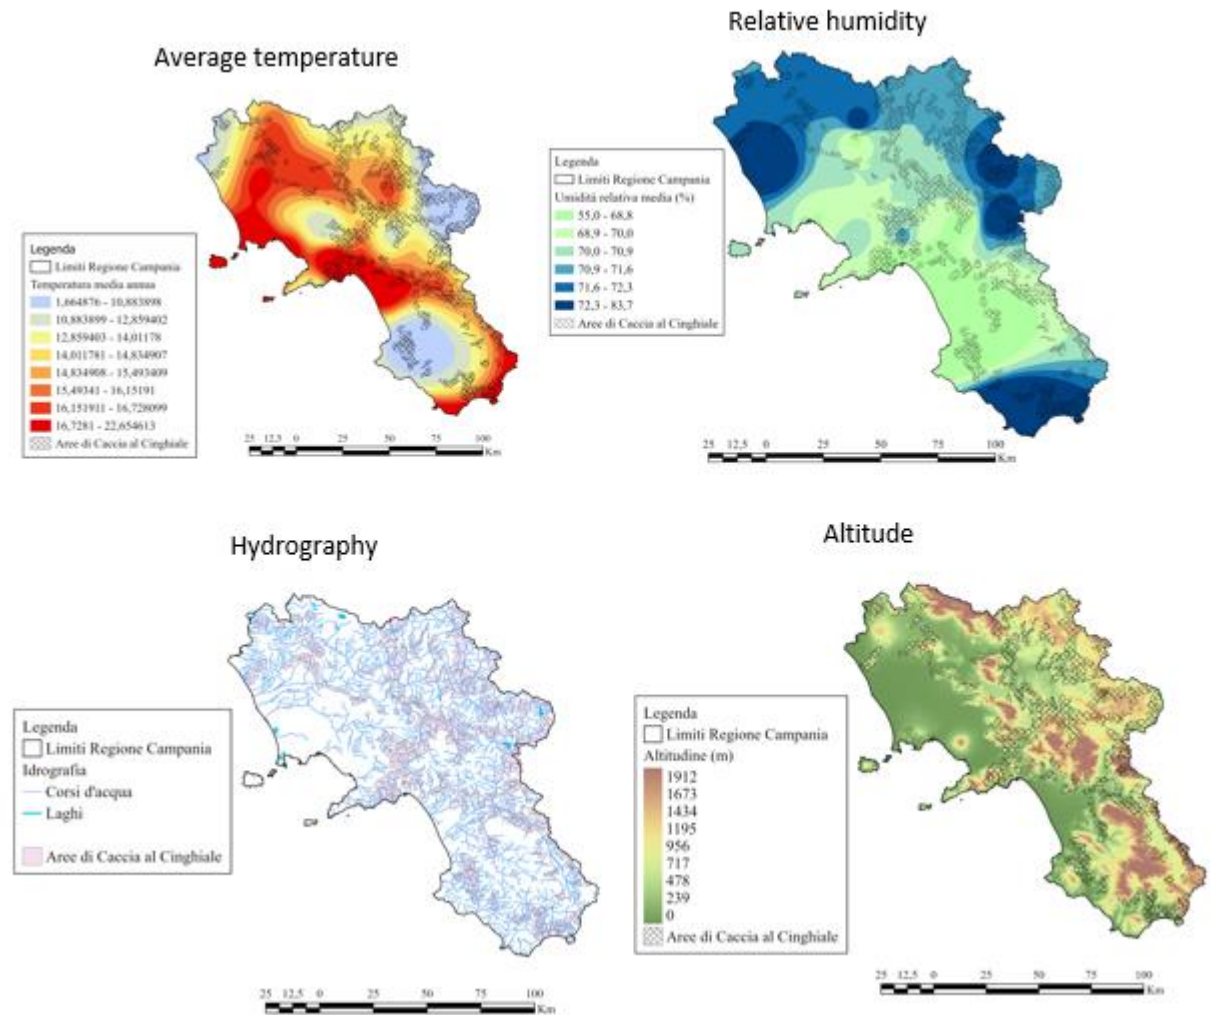 Average temperature
Legenda
Limiti Regione Campania
Temperatura media annua
1,664876 - 10,883898
10,883899 - 12,859402
12,859403 - 14,01178
14,011781 - 14,834907
14,834908 - 15,493409
15,49341 - 16,15191
16,151911 - 16,728099
16,7281 - 22,654613
Aree di Caccia al Cinghiale
25 12,5 0 25 50 75 100
Km
Relative humidity
Legenda
Limiti Regione Campania
Umidità relativa media (%)
55,0 - 68,8
68,9 - 70,0
70,0 - 70,9
70,9 - 71,6
71,6 - 72,3
72,3 - 83,7
Aree di Caccia al Cinghiale
25 12,5 0 25 50 75 100
Km
Hydrography
Legenda
Limiti Regione Campania
Idrografia
Corsi d'acqua
Laghi
Aree di Caccia al Cinghiale
25 12,5 0 25 50 75 100
Km
Altitude
Legenda
Limiti Regione Campania
Altitudine (m)
1912
1673
1434
1195
956
717
478
239
0
Aree di Caccia al Cinghiale
25 12,5 0 25 50 75 100
Km